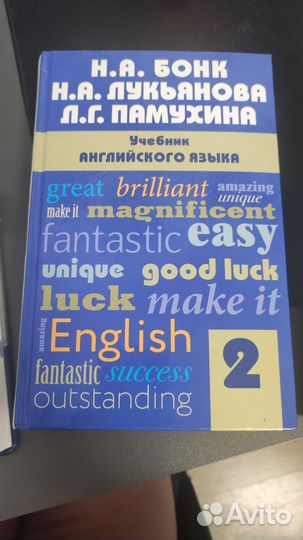 Н.А. БОНК
Н.А. ЛУКЬЯНОВА
Л.Г. ПАМУХИНА
Учебник
АНГЛИЙСКОГО ЯЗЫКА
great brilliant amazing
unique
make it magnificent
fantastic easy
unique good luck
luck make it
amazing
English
fantastic success
outstanding
2
Avito